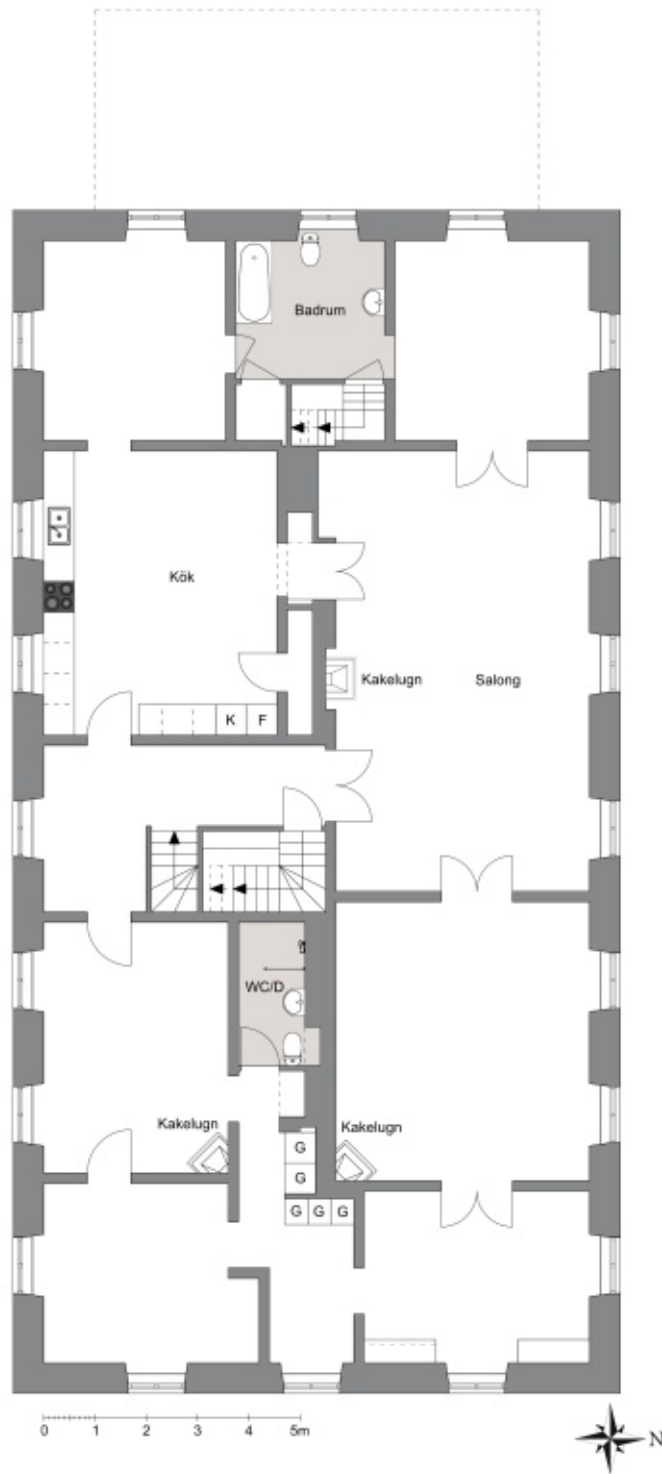 Badrum
Kök
Kakelugn
Salong
K
F
WC/D
Kakelugn
Kakelugn
G
G
G G G
0 1 2 3 4 5m
N